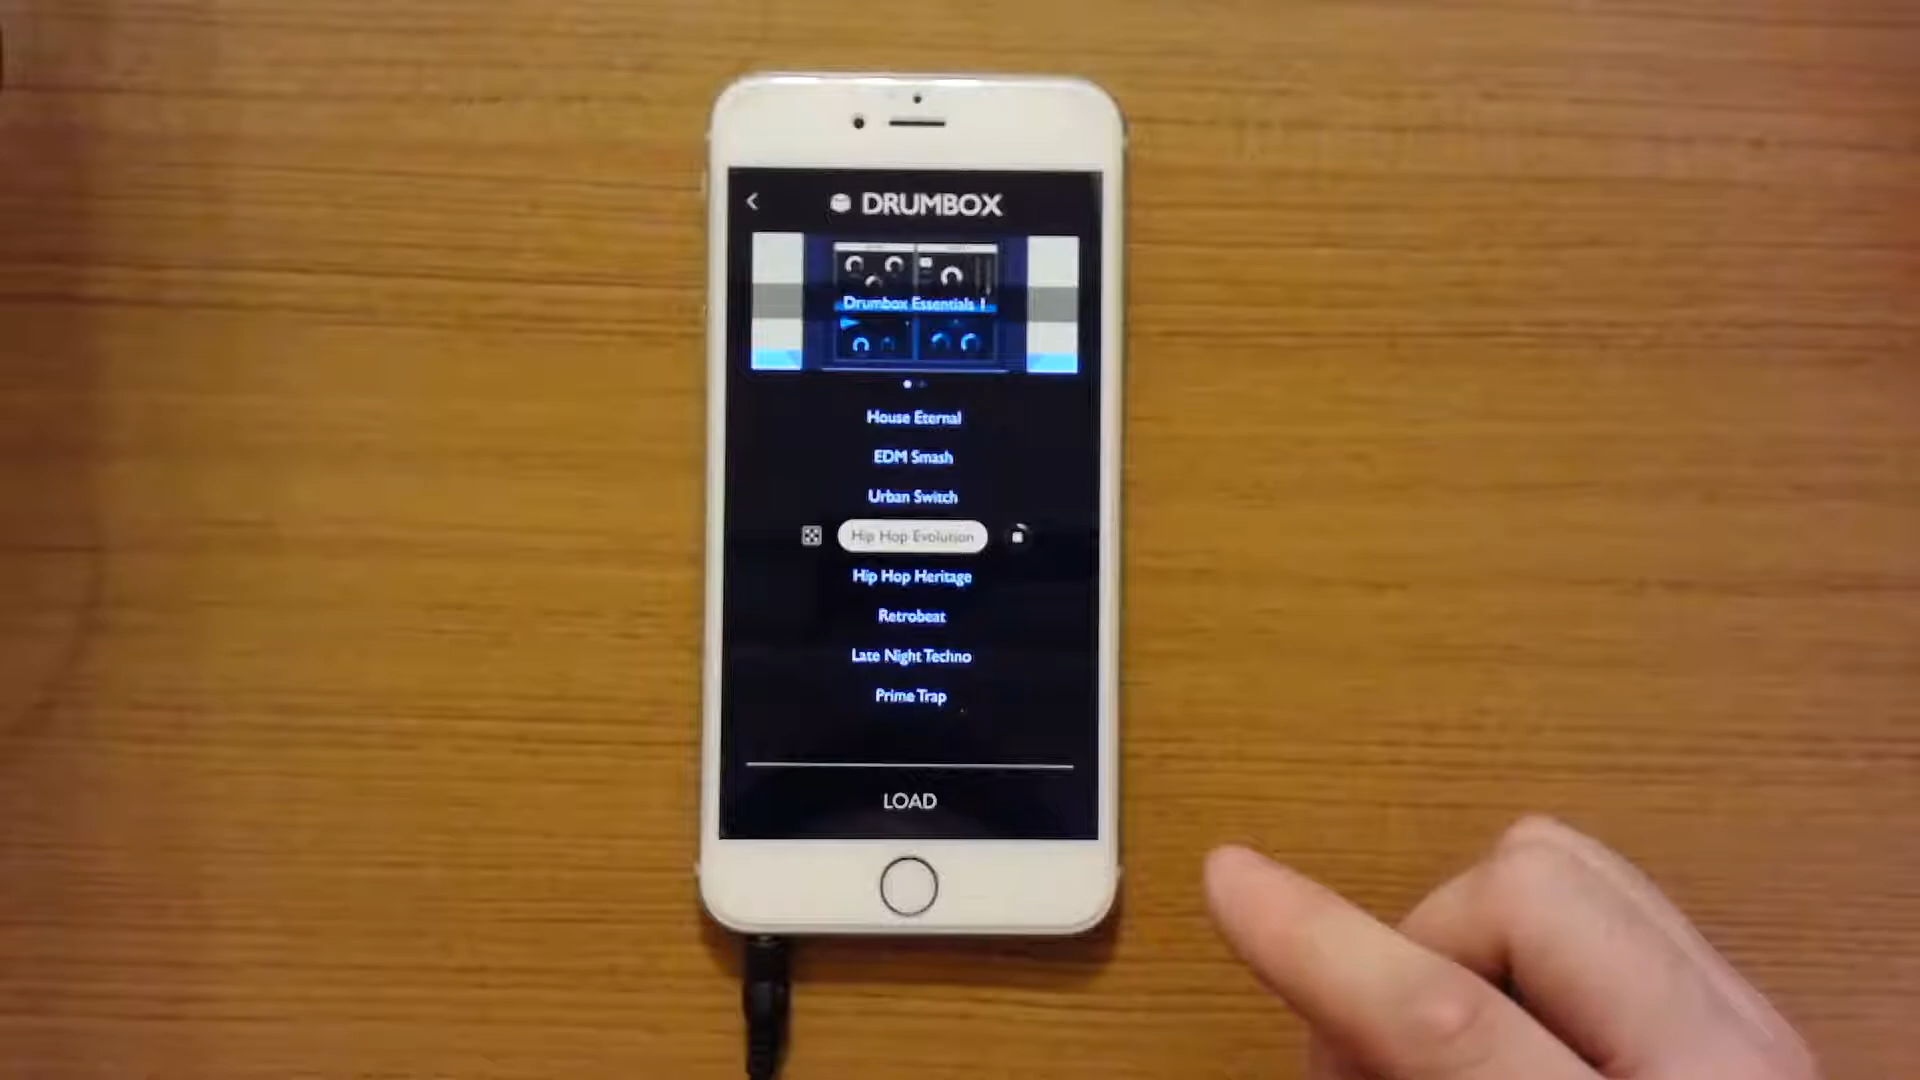 DRUMBOX
Drumbox Essentials 1
House Eternal
EDM Smash
Urban Switch
Hip Hop Evolution
Hip Hop Heritage
Retrobeat
Late Night Techno
Prime Trap
LOAD